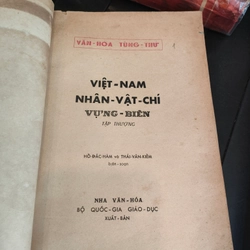 VĂN-HÓA TÙNG-THƯ
VIỆT-NAM
NHÂN-VẬT-CHÍ
VỰNG-BIÊN
TẬP THƯỢNG
HỒ-ĐẮC-HÀM và THÁI-VĂN-KIỂM
NHA VĂN-HÓA
BỘ QUỐC-GIA GIÁO-DỤC
XUẤT-BẢN